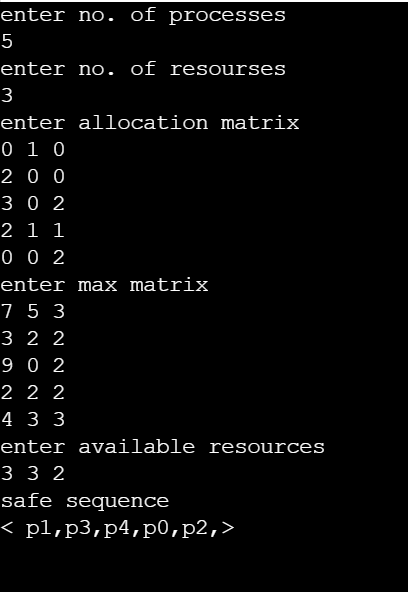 enter no. of processes
5
enter no. of resourses
3
enter allocation matrix
0 1 0
2 0 0
3 0 2
2 1 1
0 0 2
enter max matrix
7 5 3
3 2 2
9 0 2
2 2 2
4 3 3
enter available resources
3 3 2
safe sequence
< p1,p3,p4,p0,p2,>